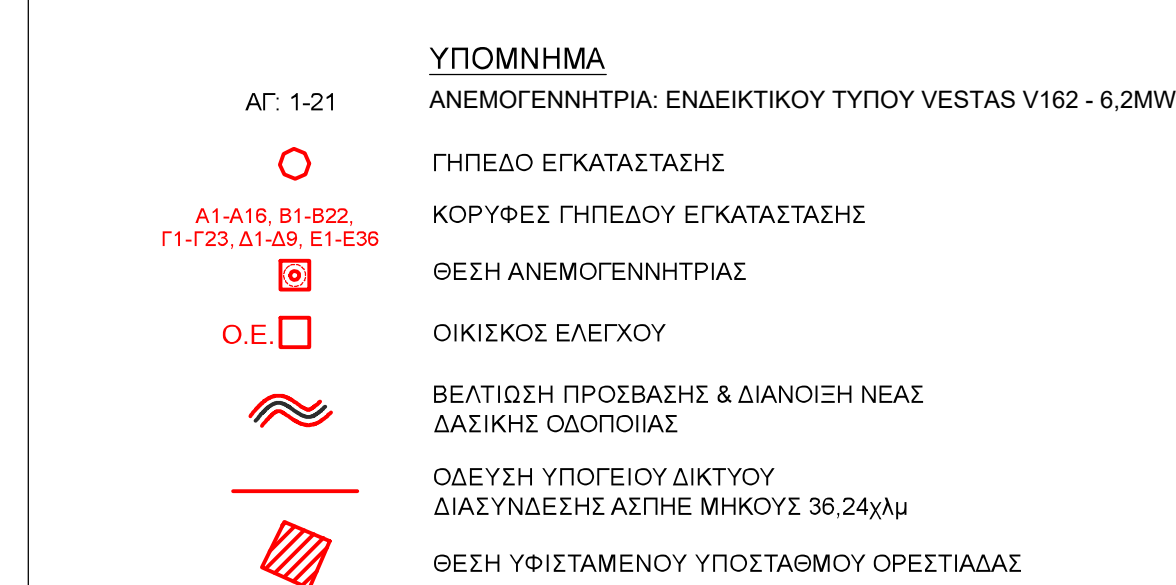 ΥΠΟΜΝΗΜΑ
ΑΓ: 1-21 ΑΝΕΜΟΓΕΝΝΗΤΡΙΑ: ΕΝΔΕΙΚΤΙΚΟΥ ΤΥΠΟΥ VESTAS V162 - 6,2MW
ΓΗΠΕΔΟ ΕΓΚΑΤΑΣΤΑΣΗΣ
Α1-Α16, Β1-Β22,
Γ1-Γ23, Δ1-Δ9, Ε1-Ε36
ΚΟΡΥΦΕΣ ΓΗΠΕΔΟΥ ΕΓΚΑΤΑΣΤΑΣΗΣ
ΘΕΣΗ ΑΝΕΜΟΓΕΝΝΗΤΡΙΑΣ
Ο.Ε. ΟΙΚΙΣΚΟΣ ΕΛΕΓΧΟΥ
ΒΕΛΤΙΩΣΗ ΠΡΟΣΒΑΣΗΣ & ΔΙΑΝΟΙΞΗ ΝΕΑΣ
ΔΑΣΙΚΗΣ ΟΔΟΠΟΙΙΑΣ
ΟΔΕΥΣΗ ΥΠΟΓΕΙΟΥ ΔΙΚΤΥΟΥ
ΔΙΑΣΥΝΔΕΣΗΣ ΑΣΠΗΕ ΜΗΚΟΥΣ 36,24χλμ
ΘΕΣΗ ΥΦΙΣΤΑΜΕΝΟΥ ΥΠΟΣΤΑΘΜΟΥ ΟΡΕΣΤΙΑΔΑΣ